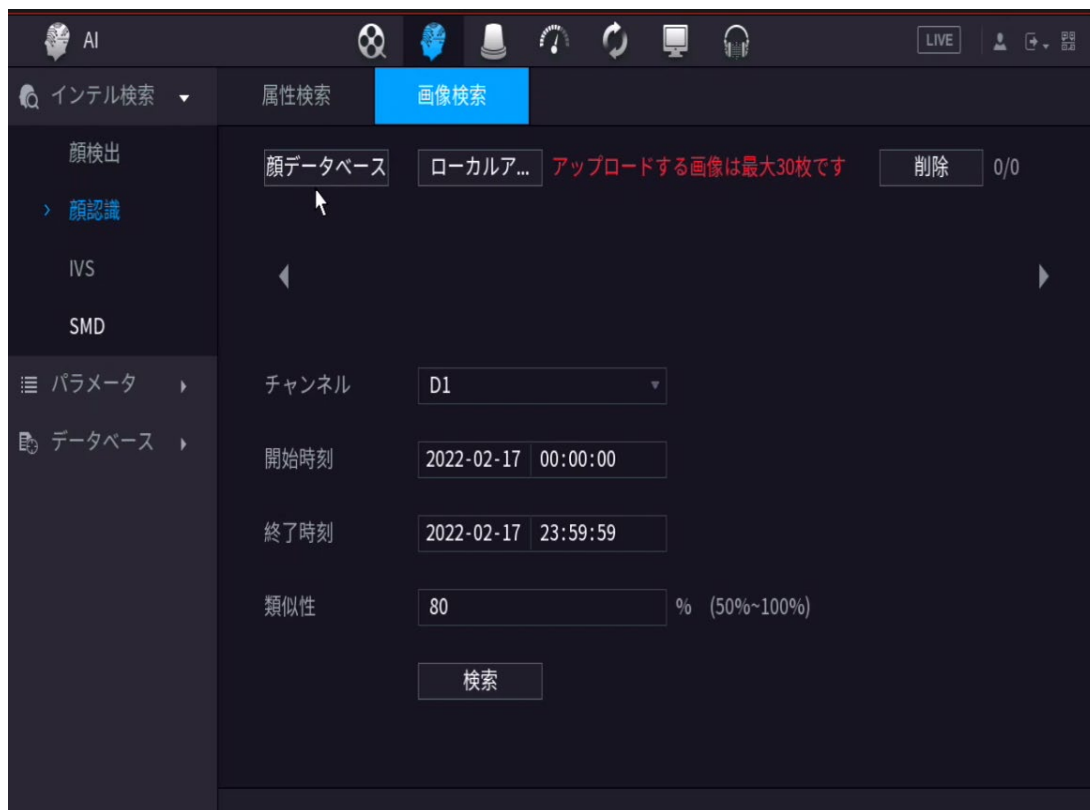 AI
LIVE
インテル検索
属性検索
画像検索
顔検出
顔データベース
ローカルア...
アップロードする画像は最大30枚です
削除
0/0
顔認識
IVS
SMD
パラメータ
チャンネル
D1
データベース
開始時刻
2022-02-17 00:00:00
終了時刻
2022-02-17 23:59:59
類似性
80
% (50%~100%)
検索